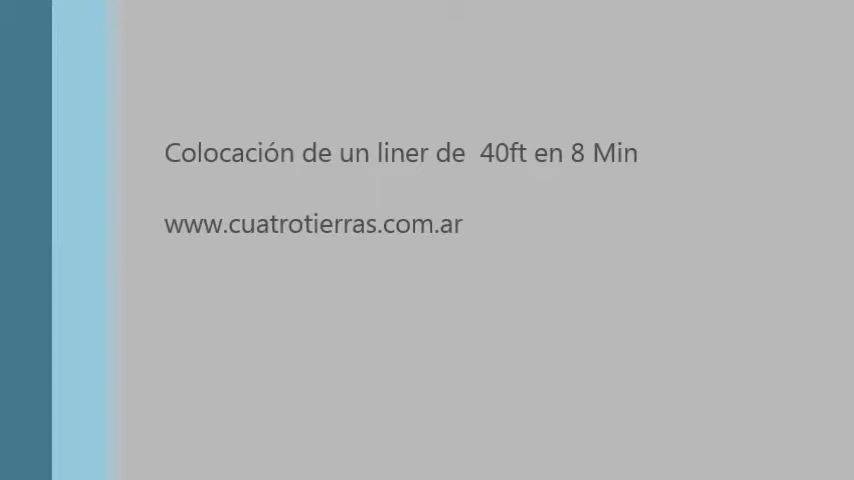 Colocación de un liner de  40ft en 8 Min
www.cuatrotierras.com.ar